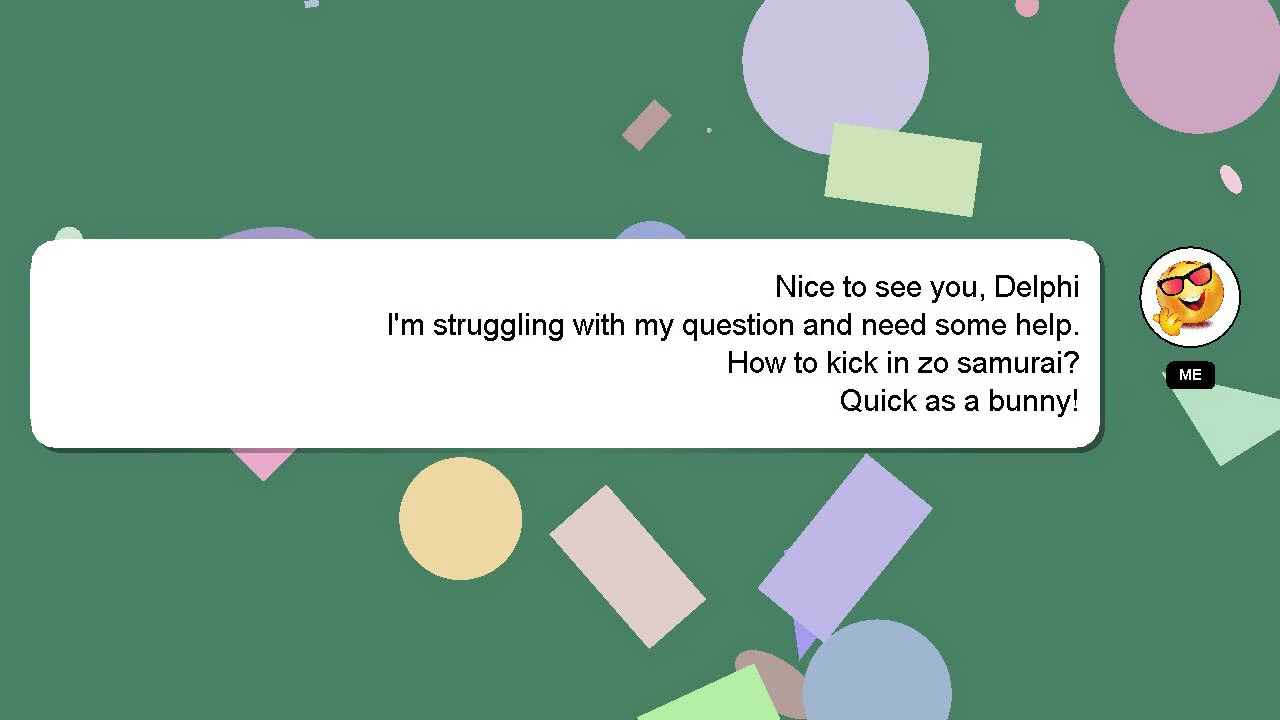 Nice to see you, Delphi
I'm struggling with my question and need some help.
How to kick in zo samurai?
Quick as a bunny!
ME